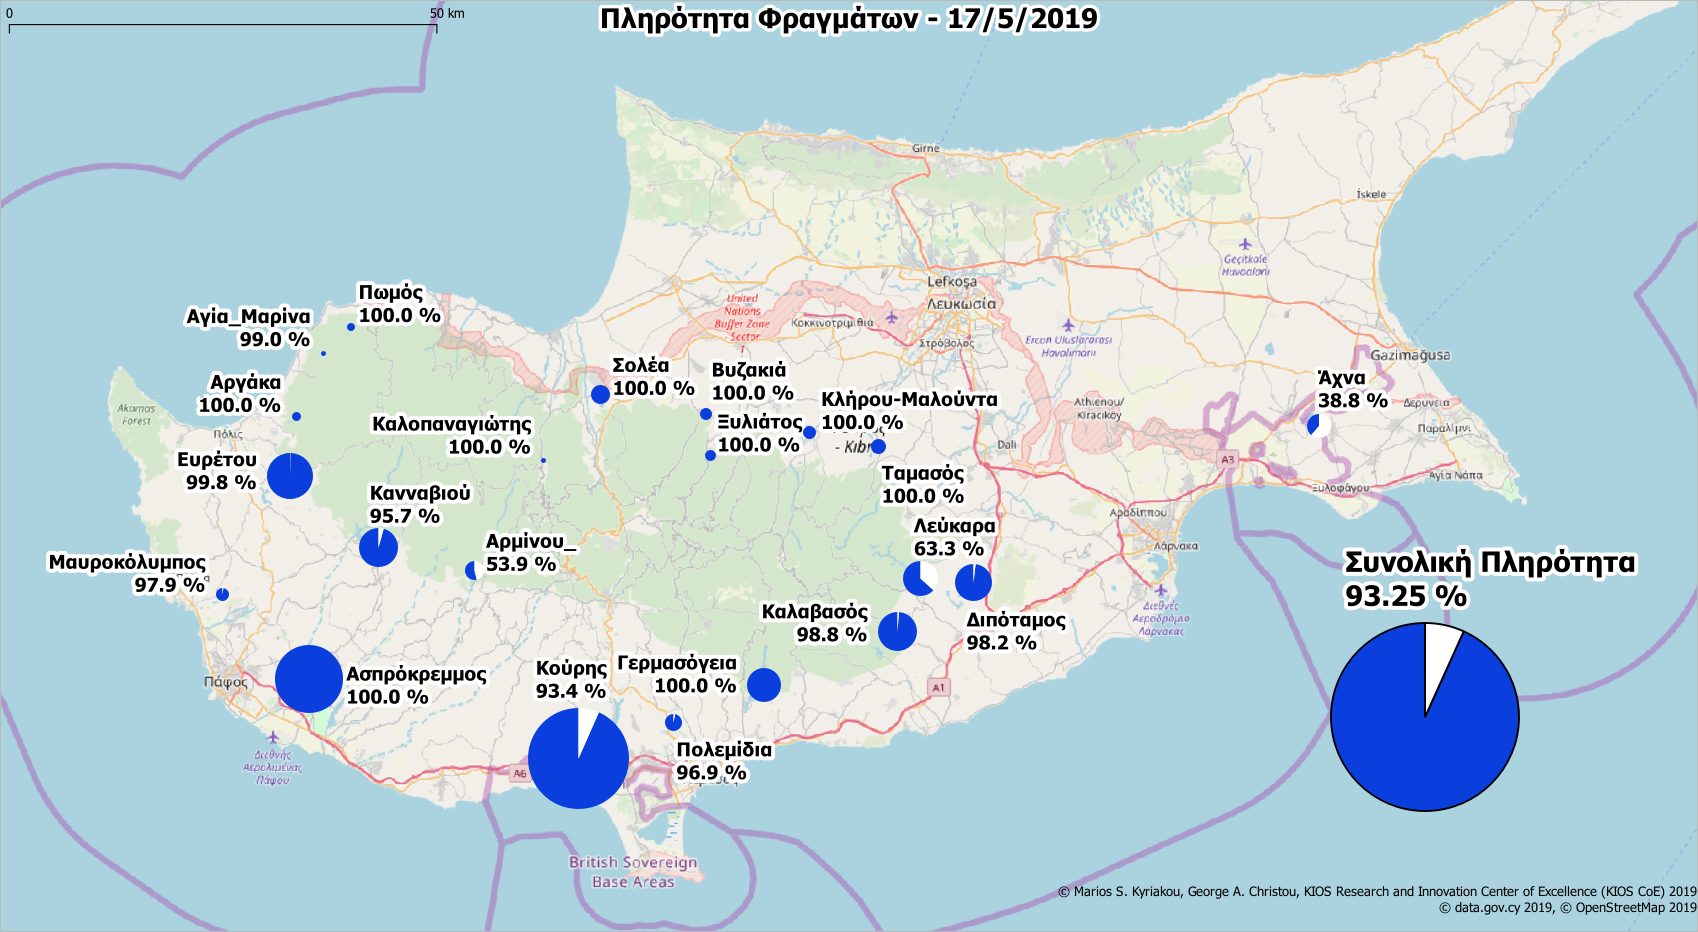 0
50 km
Πληρότητα Φραγμάτων - 17/5/2019
Girne
İskele
Geçitkale
Havaalanı
Lefkoşa
Λευκωσία
United
Nations
Buffer Zone
Sector
1
Κοκκινοτριμιθιά
Στρόβολος
Ercan Uluslararası
Havalimanı
Gazimağusa
Πωμός
100.0 %
Αγία_Μαρίνα
99.0 %
Αργάκα
100.0 %
Σολέα
100.0 %
Βυζακιά
100.0 %
Κλήρου-Μαλούντα
100.0 %
Άχνα
38.8 %
Akamas
Forest
Πόλις
Καλοπαναγιώτης
100.0 %
Ξυλιάτος
100.0 %
- Kıbrı
Dali
Athienou/
Kiracıköy
Δερύνεια
Παραλίμνι
A3
Αγία Νάπα
Ξυλοφάγου
Ευρέτου
99.8 %
Κανναβιού
95.7 %
Ταμασός
100.0 %
Αραδίππου
Λάρνακα
Αρμίνου_
53.9 %
Λεύκαρα
63.3 %
Μαυροκόλυμπος
97.9 %
Συνολική Πληρότητα
93.25 %
Διεθνές
Αεροδρόμιο
Λάρνακας
Καλαβασός
98.8 %
Διπόταμος
98.2 %
Πάφος
Ασπρόκρεμμος
100.0 %
Κούρης
93.4 %
Γερμασόγεια
100.0 %
A1
Διεθνής
Αερολιμένας
Πάφου
A6
Πολεμίδια
96.9 %
British Sovereign
Base Areas
© Marios S. Kyriakou, George A. Christou, KIOS Research and Innovation Center of Excellence (KIOS CoE) 2019
© data.gov.cy 2019, © OpenStreetMap 2019